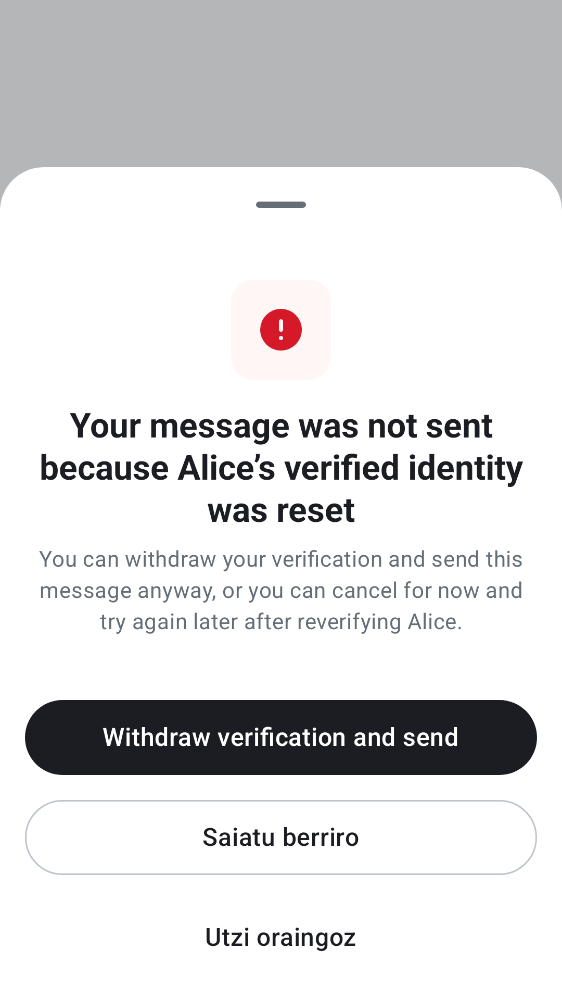 Your message was not sent
because Alice’s verified identity
was reset
You can withdraw your verification and send this
message anyway, or you can cancel for now and
try again later after reverifying Alice.
Withdraw verification and send
Saiatu berriro
Utzi oraingoz